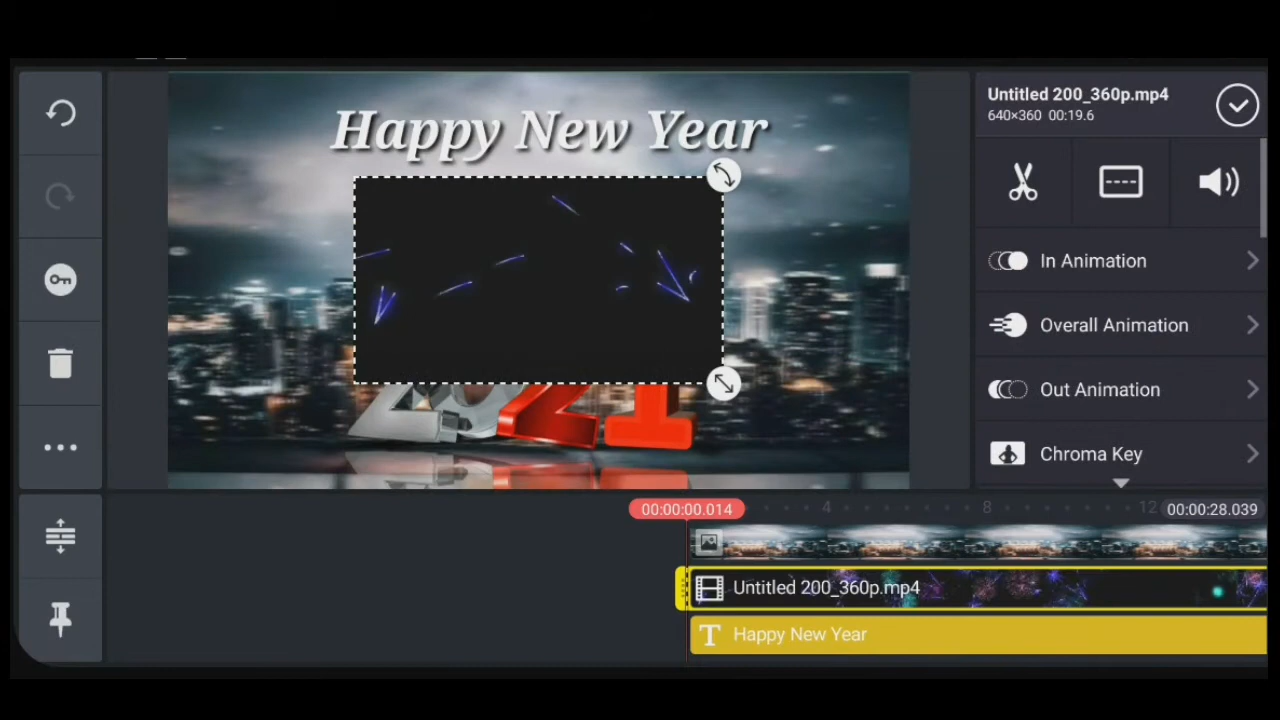 Happy New Year
2021
Untitled 200_360p.mp4
640×360 00:19.6
In Animation
Overall Animation
Out Animation
Chroma Key
00:00:00.014
4
8
12
00:00:28.039
Untitled 200_360p.mp4
T Happy New Year